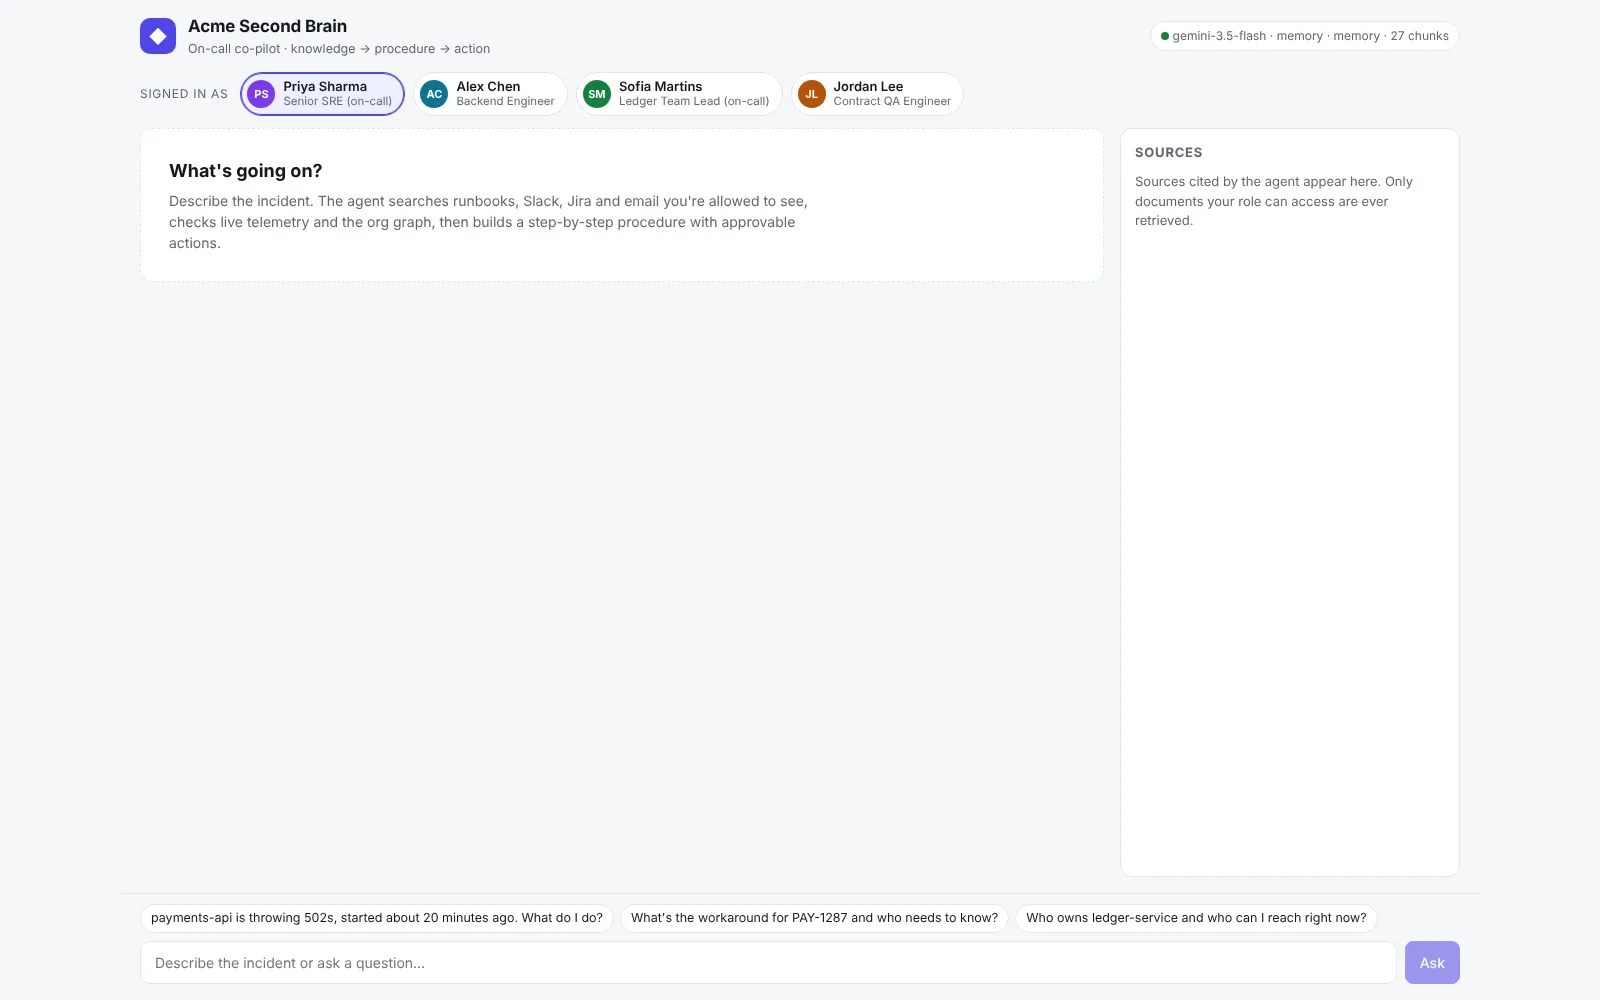 Acme Second Brain
On-call co-pilot · knowledge → procedure → action
gemini-3.5-flash · memory · memory · 27 chunks
SIGNED IN AS
PS
Priya Sharma
Senior SRE (on-call)
AC
Alex Chen
Backend Engineer
SM
Sofia Martins
Ledger Team Lead (on-call)
JL
Jordan Lee
Contract QA Engineer
What's going on?
Describe the incident. The agent searches runbooks, Slack, Jira and email you're allowed to see,
checks live telemetry and the org graph, then builds a step-by-step procedure with approvable
actions.
SOURCES
Sources cited by the agent appear here. Only
documents your role can access are ever
retrieved.
payments-api is throwing 502s, started about 20 minutes ago. What do I do?
What's the workaround for PAY-1287 and who needs to know?
Who owns ledger-service and who can I reach right now?
Describe the incident or ask a question...
Ask